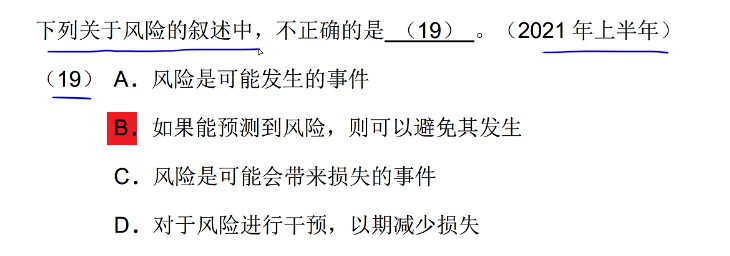 下列关于风险的叙述中，不正确的是 （19） 。（2021 年上半年）
（19） A．风险是可能发生的事件
B．如果能预测到风险，则可以避免其发生
C．风险是可能会带来损失的事件
D．对于风险进行干预，以期减少损失